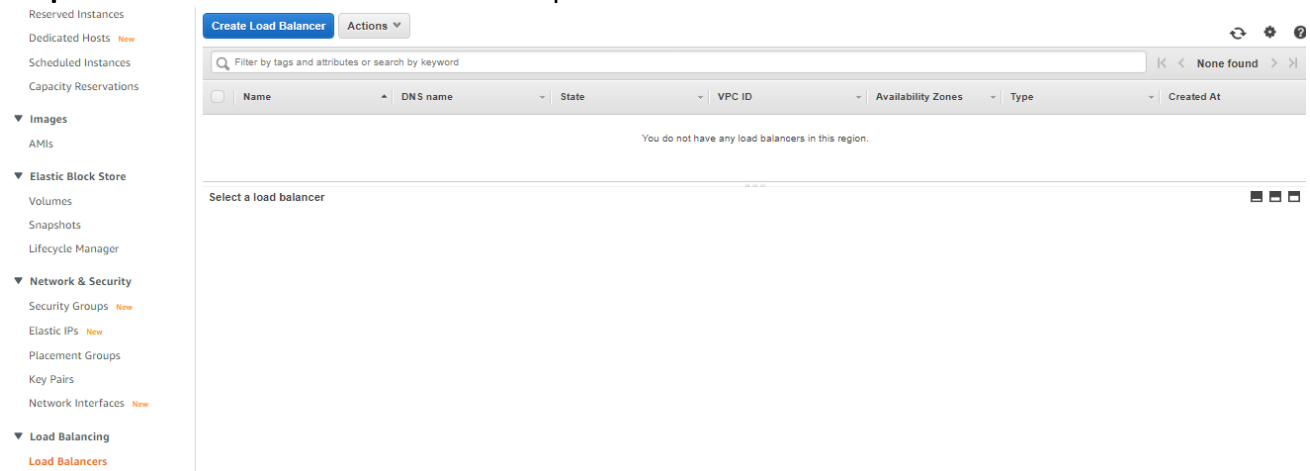 Reserved Instances
Dedicated Hosts New
Scheduled Instances
Capacity Reservations
Images
AMIs
Elastic Block Store
Volumes
Snapshots
Lifecycle Manager
Network & Security
Security Groups New
Elastic IPs New
Placement Groups
Key Pairs
Network Interfaces New
Load Balancing
Load Balancers
Create Load Balancer Actions
Filter by tags and attributes or search by keyword None found
Name DNS name State VPC ID Availability Zones Type Created At
You do not have any load balancers in this region.
Select a load balancer